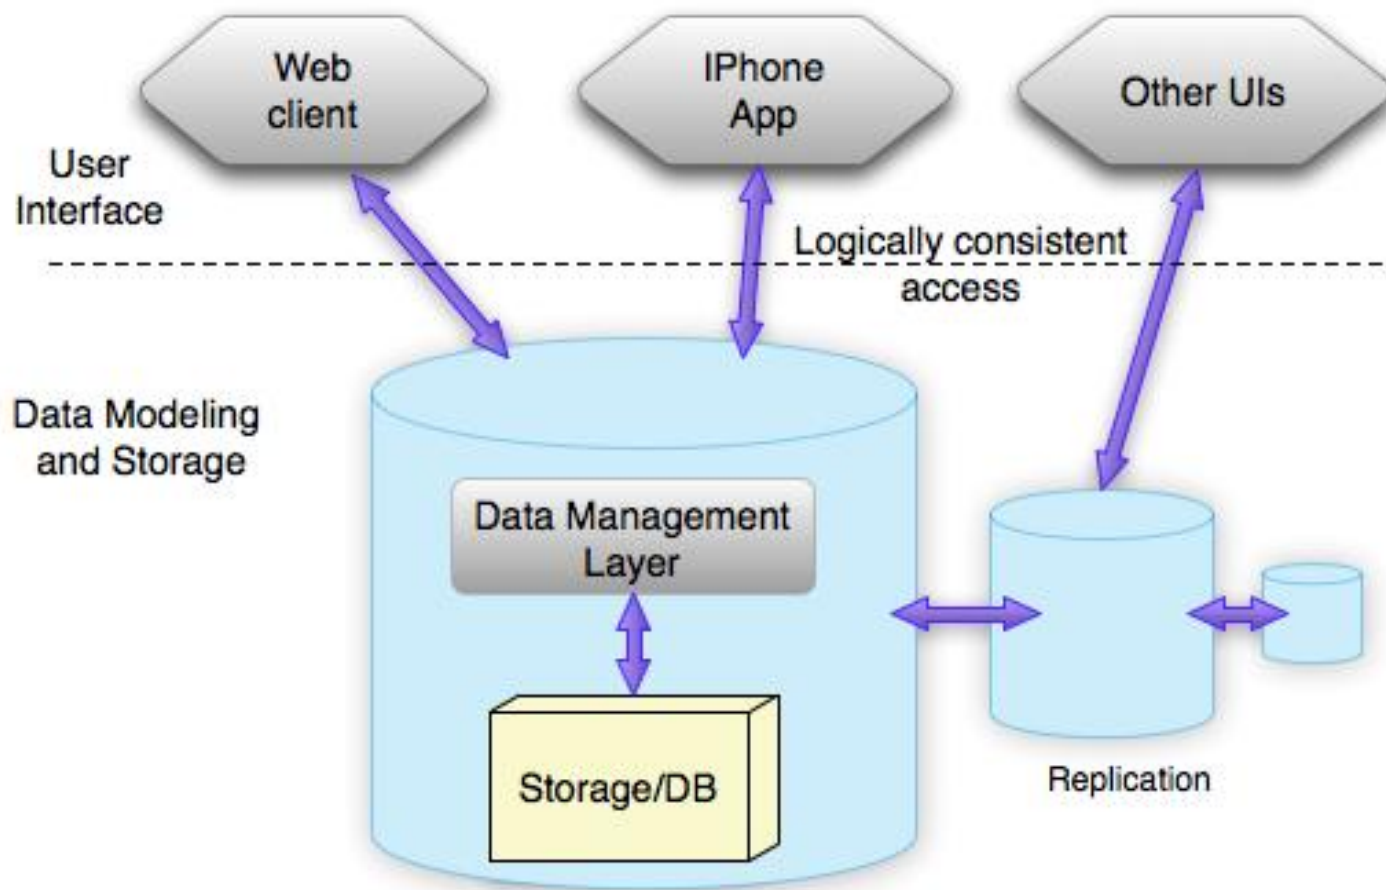 Web
client
IPhone
App
Other UIs
User
Interface
Logically consistent
access
Data Modeling
and Storage
Data Management
Layer
Storage/DB
Replication